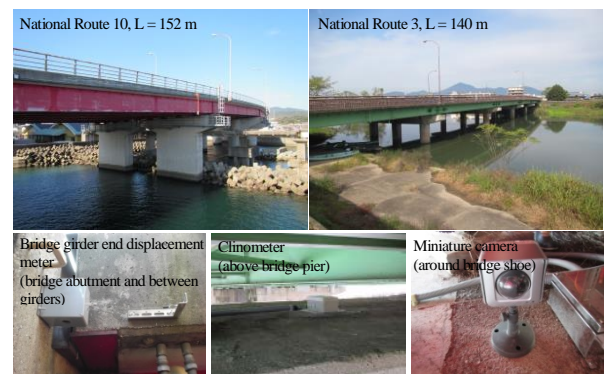 National Route 10, L = 152 m
National Route 3, L = 140 m
Bridge girder end displacement
meter
(bridge abutment and between
girders)
Clinometer
(above bridge pier)
Miniature camera
(around bridge shoe)